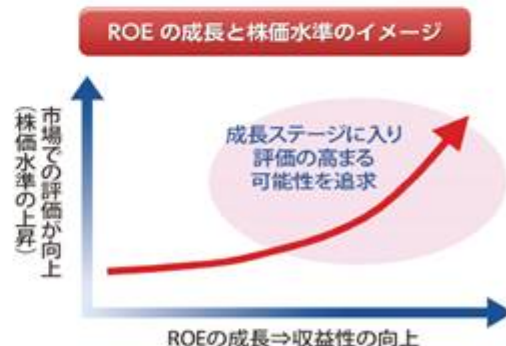 ROEの成長と株価水準のイメージ
市場での評価が向上
(株価水準の上昇)
成長ステージに入り
評価の高まる
可能性を追求
ROEの成長⇒収益性の向上